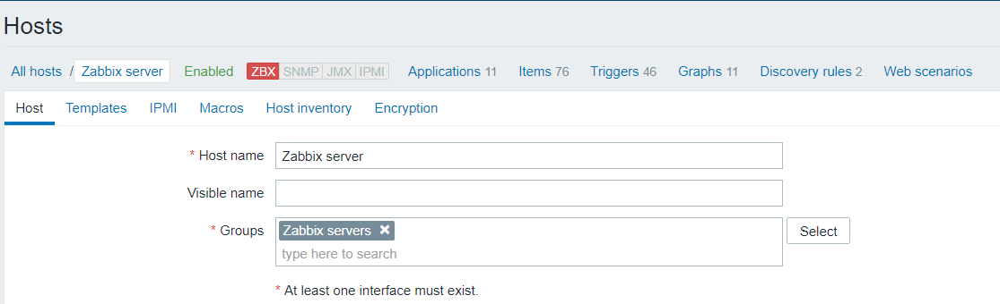 Hosts
All hosts / Zabbix server Enabled ZBX SNMP JMX IPMI Applications 11 Items 76 Triggers 46 Graphs 11 Discovery rules 2 Web scenarios
Host Templates IPMI Macros Host inventory Encryption
* Host name Zabbix server
Visible name
* Groups Zabbix servers ✖ Select
type here to search
* At least one interface must exist.